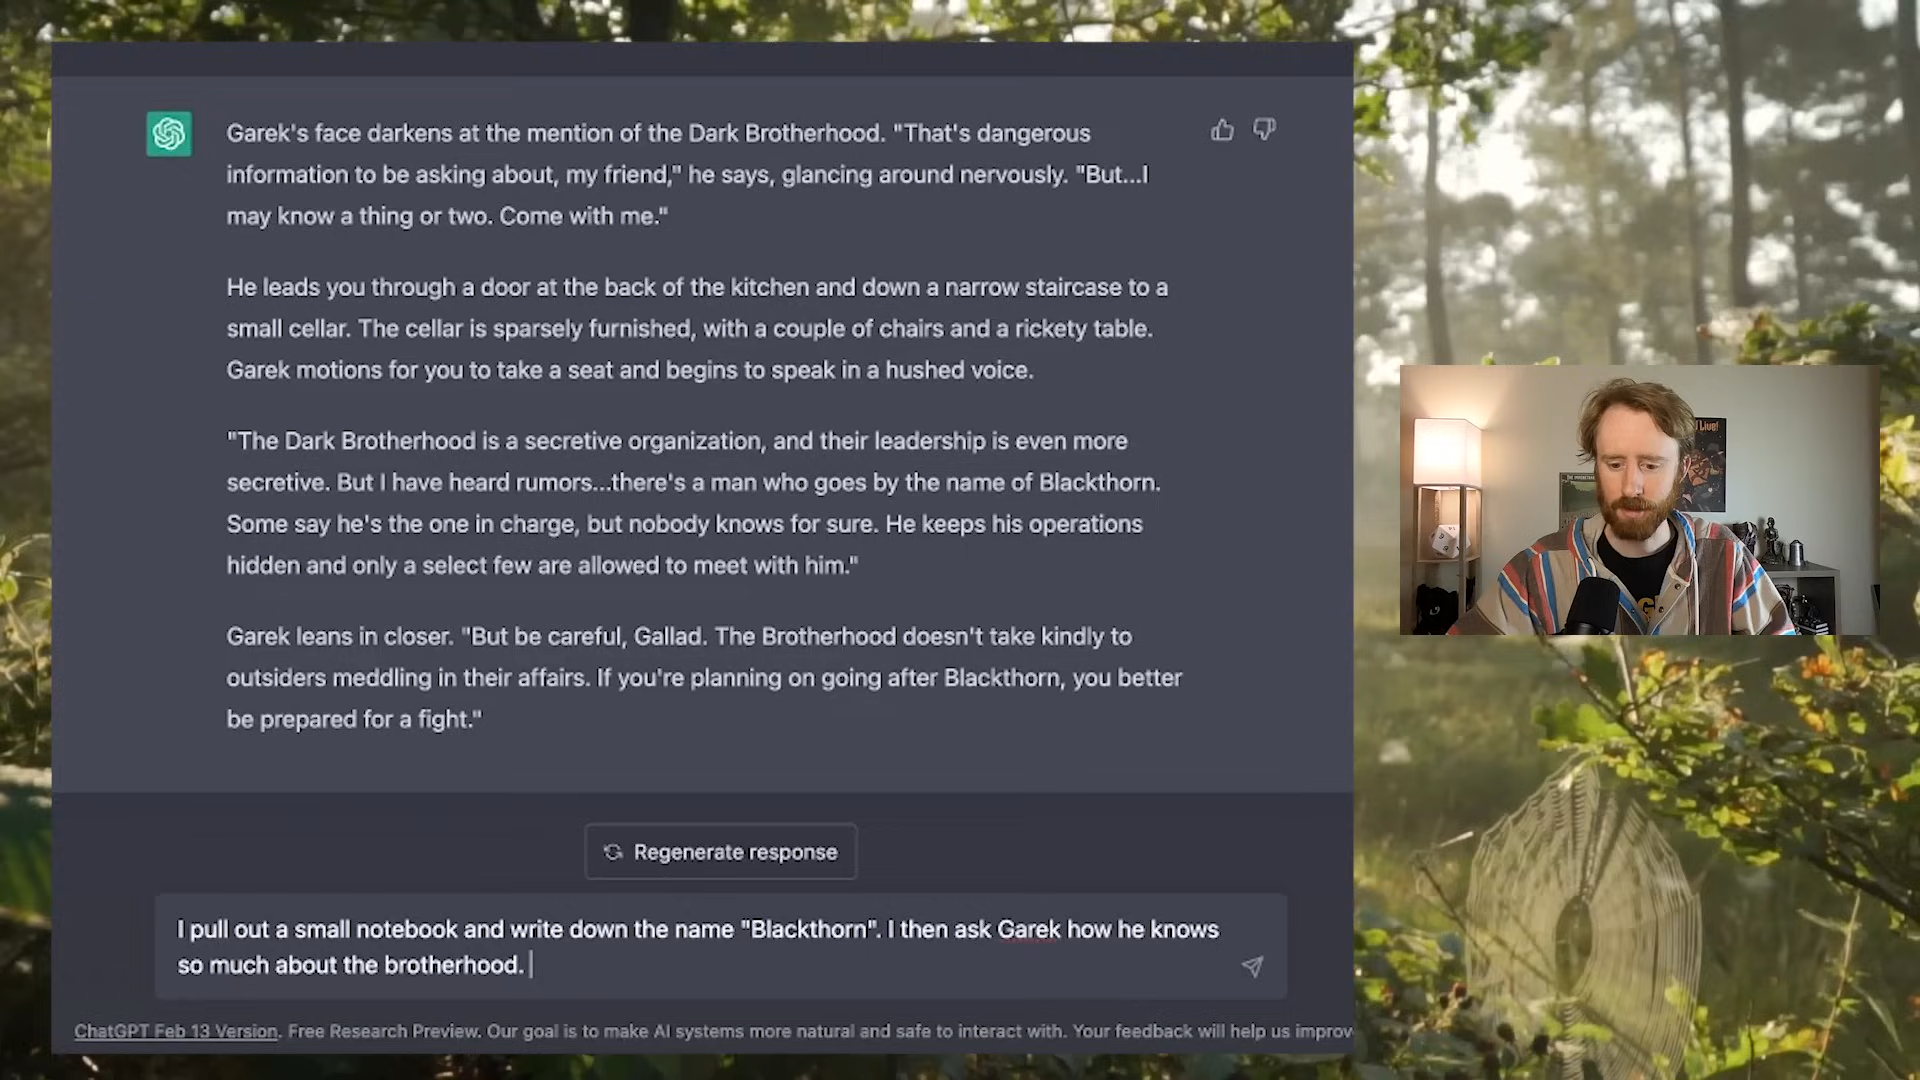 Garek's face darkens at the mention of the Dark Brotherhood. "That's dangerous
information to be asking about, my friend," he says, glancing around nervously. "But...I
may know a thing or two. Come with me."
He leads you through a door at the back of the kitchen and down a narrow staircase to a
small cellar. The cellar is sparsely furnished, with a couple of chairs and a rickety table.
Garek motions for you to take a seat and begins to speak in a hushed voice.
"The Dark Brotherhood is a secretive organization, and their leadership is even more
secretive. But I have heard rumors...there's a man who goes by the name of Blackthorn.
Some say he's the one in charge, but nobody knows for sure. He keeps his operations
hidden and only a select few are allowed to meet with him."
Garek leans in closer. "But be careful, Gallad. The Brotherhood doesn't take kindly to
outsiders meddling in their affairs. If you're planning on going after Blackthorn, you better
be prepared for a fight."
Regenerate response
I pull out a small notebook and write down the name "Blackthorn". I then ask Garek how he knows
so much about the brotherhood.
ChatGPT Feb 13 Version. Free Research Preview. Our goal is to make AI systems more natural and safe to interact with. Your feedback will help us improv
Live!